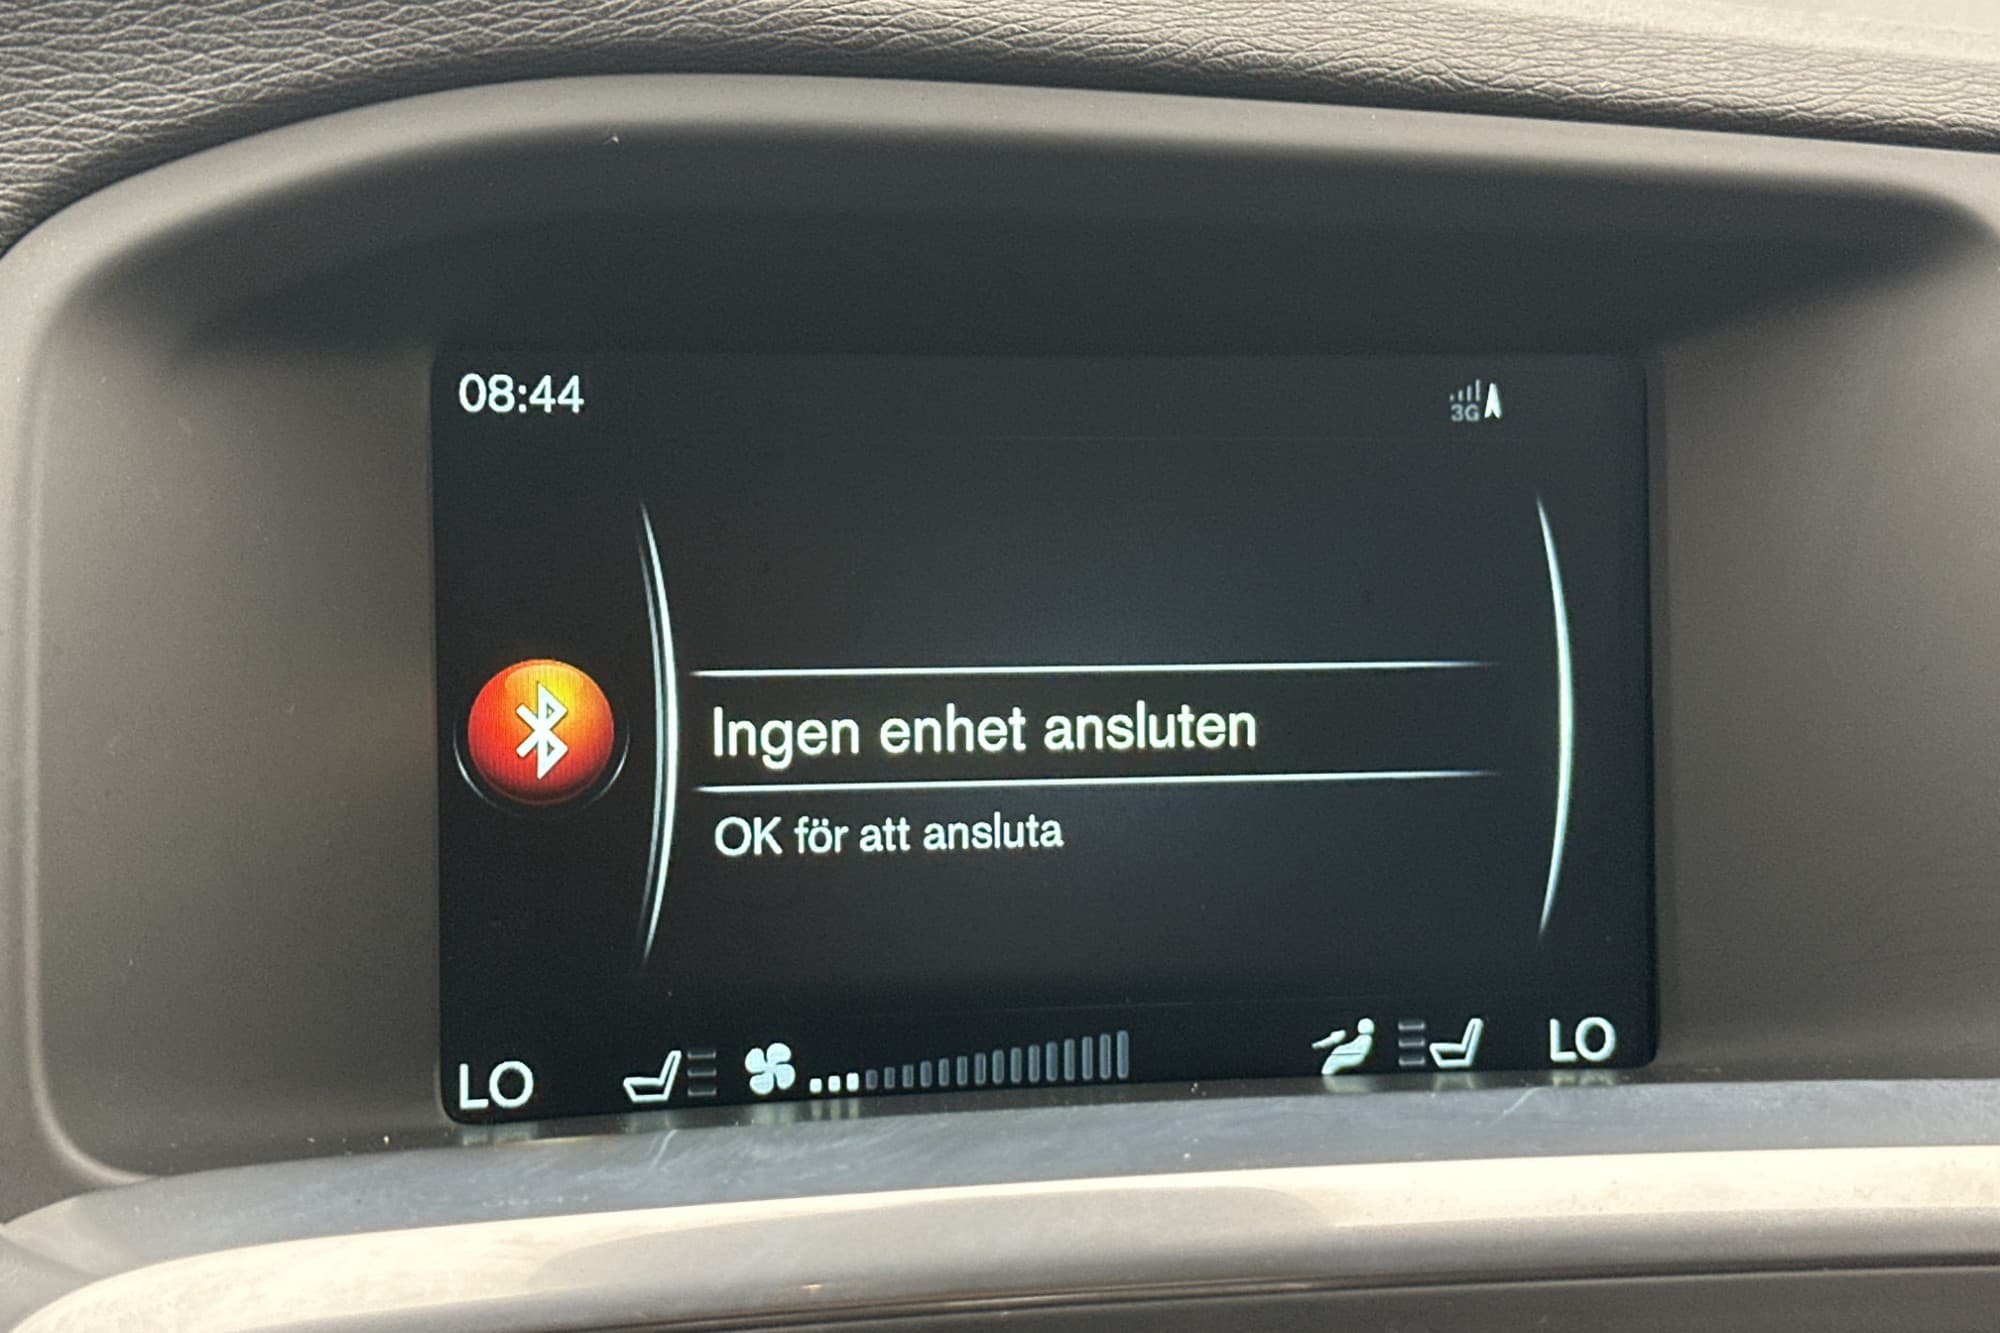 08:44
3G
Ingen enhet ansluten
OK för att ansluta
LO
LO